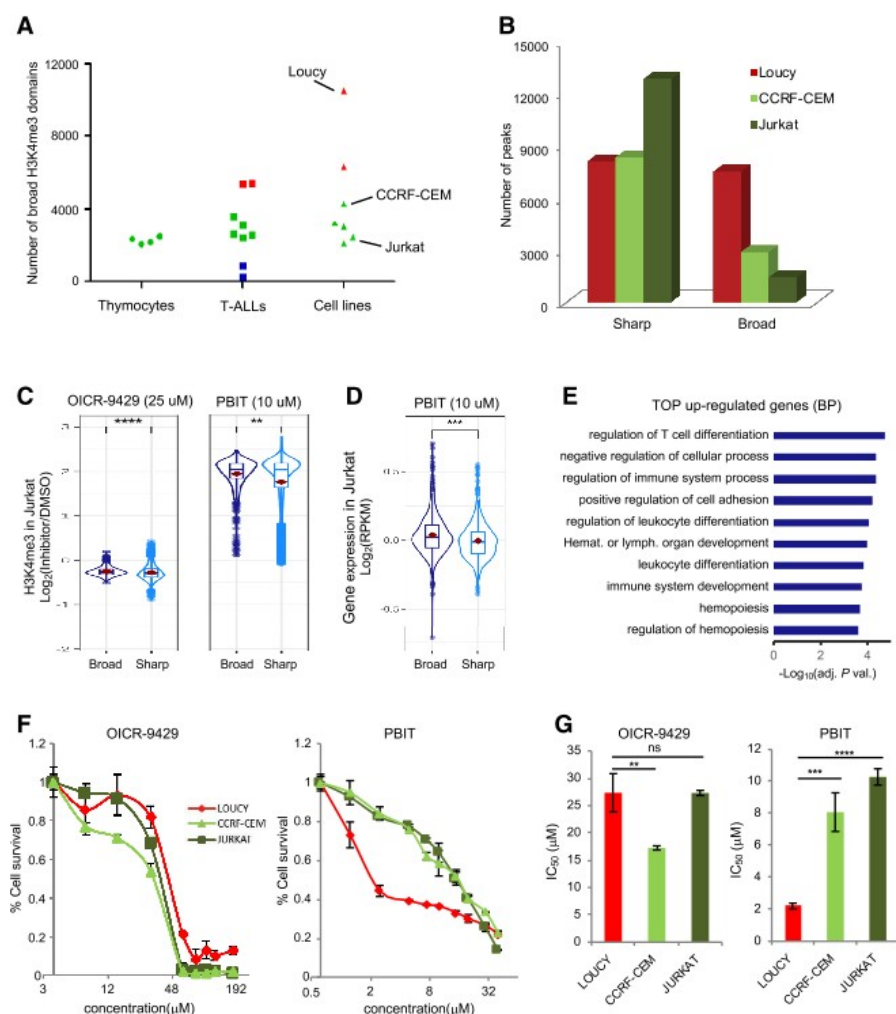 A
Number of broad H3K4me3 domains
12000
8000
4000
0
Loucy
CCRF-CEM
Jurkat
Thymocytes
T-ALLs
Cell lines
B
Number of peaks
15000
12000
9000
6000
3000
0
Loucy
CCRF-CEM
Jurkat
Sharp
Broad
C
OICR-9429 (25 uM)
PBIT (10 uM)
****
**
H3K4me3 in Jurkat
Log2(Inhibitor/DMSO)
0
-1
-2
Broad
Sharp
Broad
Sharp
D
PBIT (10 uM)
***
Gene expression in Jurkat
Log2(RPKM)
0.0
-0.5
Broad
Sharp
E
TOP up-regulated genes (BP)
regulation of T cell differentiation
negative regulation of cellular process
regulation of immune system process
positive regulation of cell adhesion
regulation of leukocyte differentiation
Hemat. or lymph. organ development
leukocyte differentiation
immune system development
hemopoiesis
regulation of hemopoiesis
0 2 4
-Log10(adj. P val.)
F
OICR-9429
% Cell survival
1.2
1
0.8
0.6
0.4
0.2
0
LOUCY
CCRF-CEM
JURKAT
3 12 48 192
concentration(μM)
PBIT
% Cell survival
1.2
1
0.8
0.6
0.4
0.2
0
0.5 2 8 32
concentration(μM)
G
OICR-9429
ns
**
IC50 (μM)
35
30
25
20
15
10
5
0
LOUCY
CCRF-CEM
JURKAT
PBIT
****
***
IC50 (μM)
12
10
8
6
4
2
0
LOUCY
CCRF-CEM
JURKAT